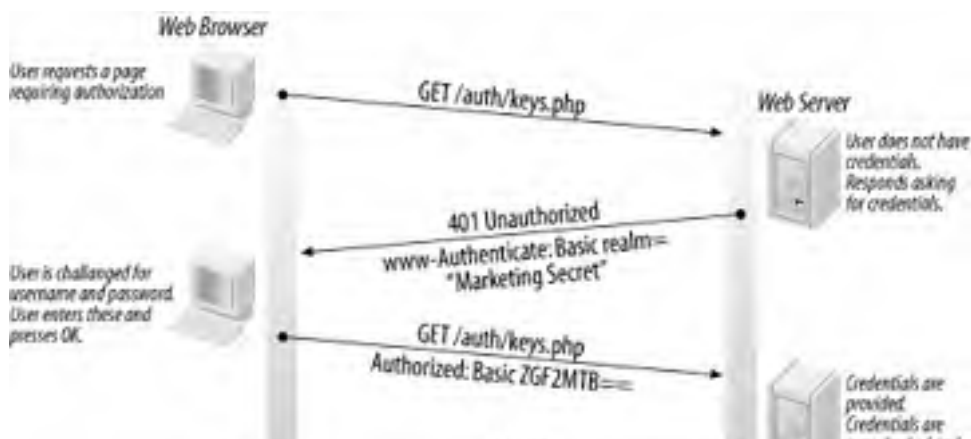 Web Browser
User requests a page
requiring authorization
GET /auth/keys.php
Web Server
User does not have
credentials.
Responds asking
for credentials.
401 Unauthorized
www-Authenticate: Basic realm=
"Marketing Secret"
User is challanged for
username and password.
User enters these and
presses OK.
GET /auth/keys.php
Authorized: Basic ZGF2MTB==
Credentials are
provided.
Credentials are